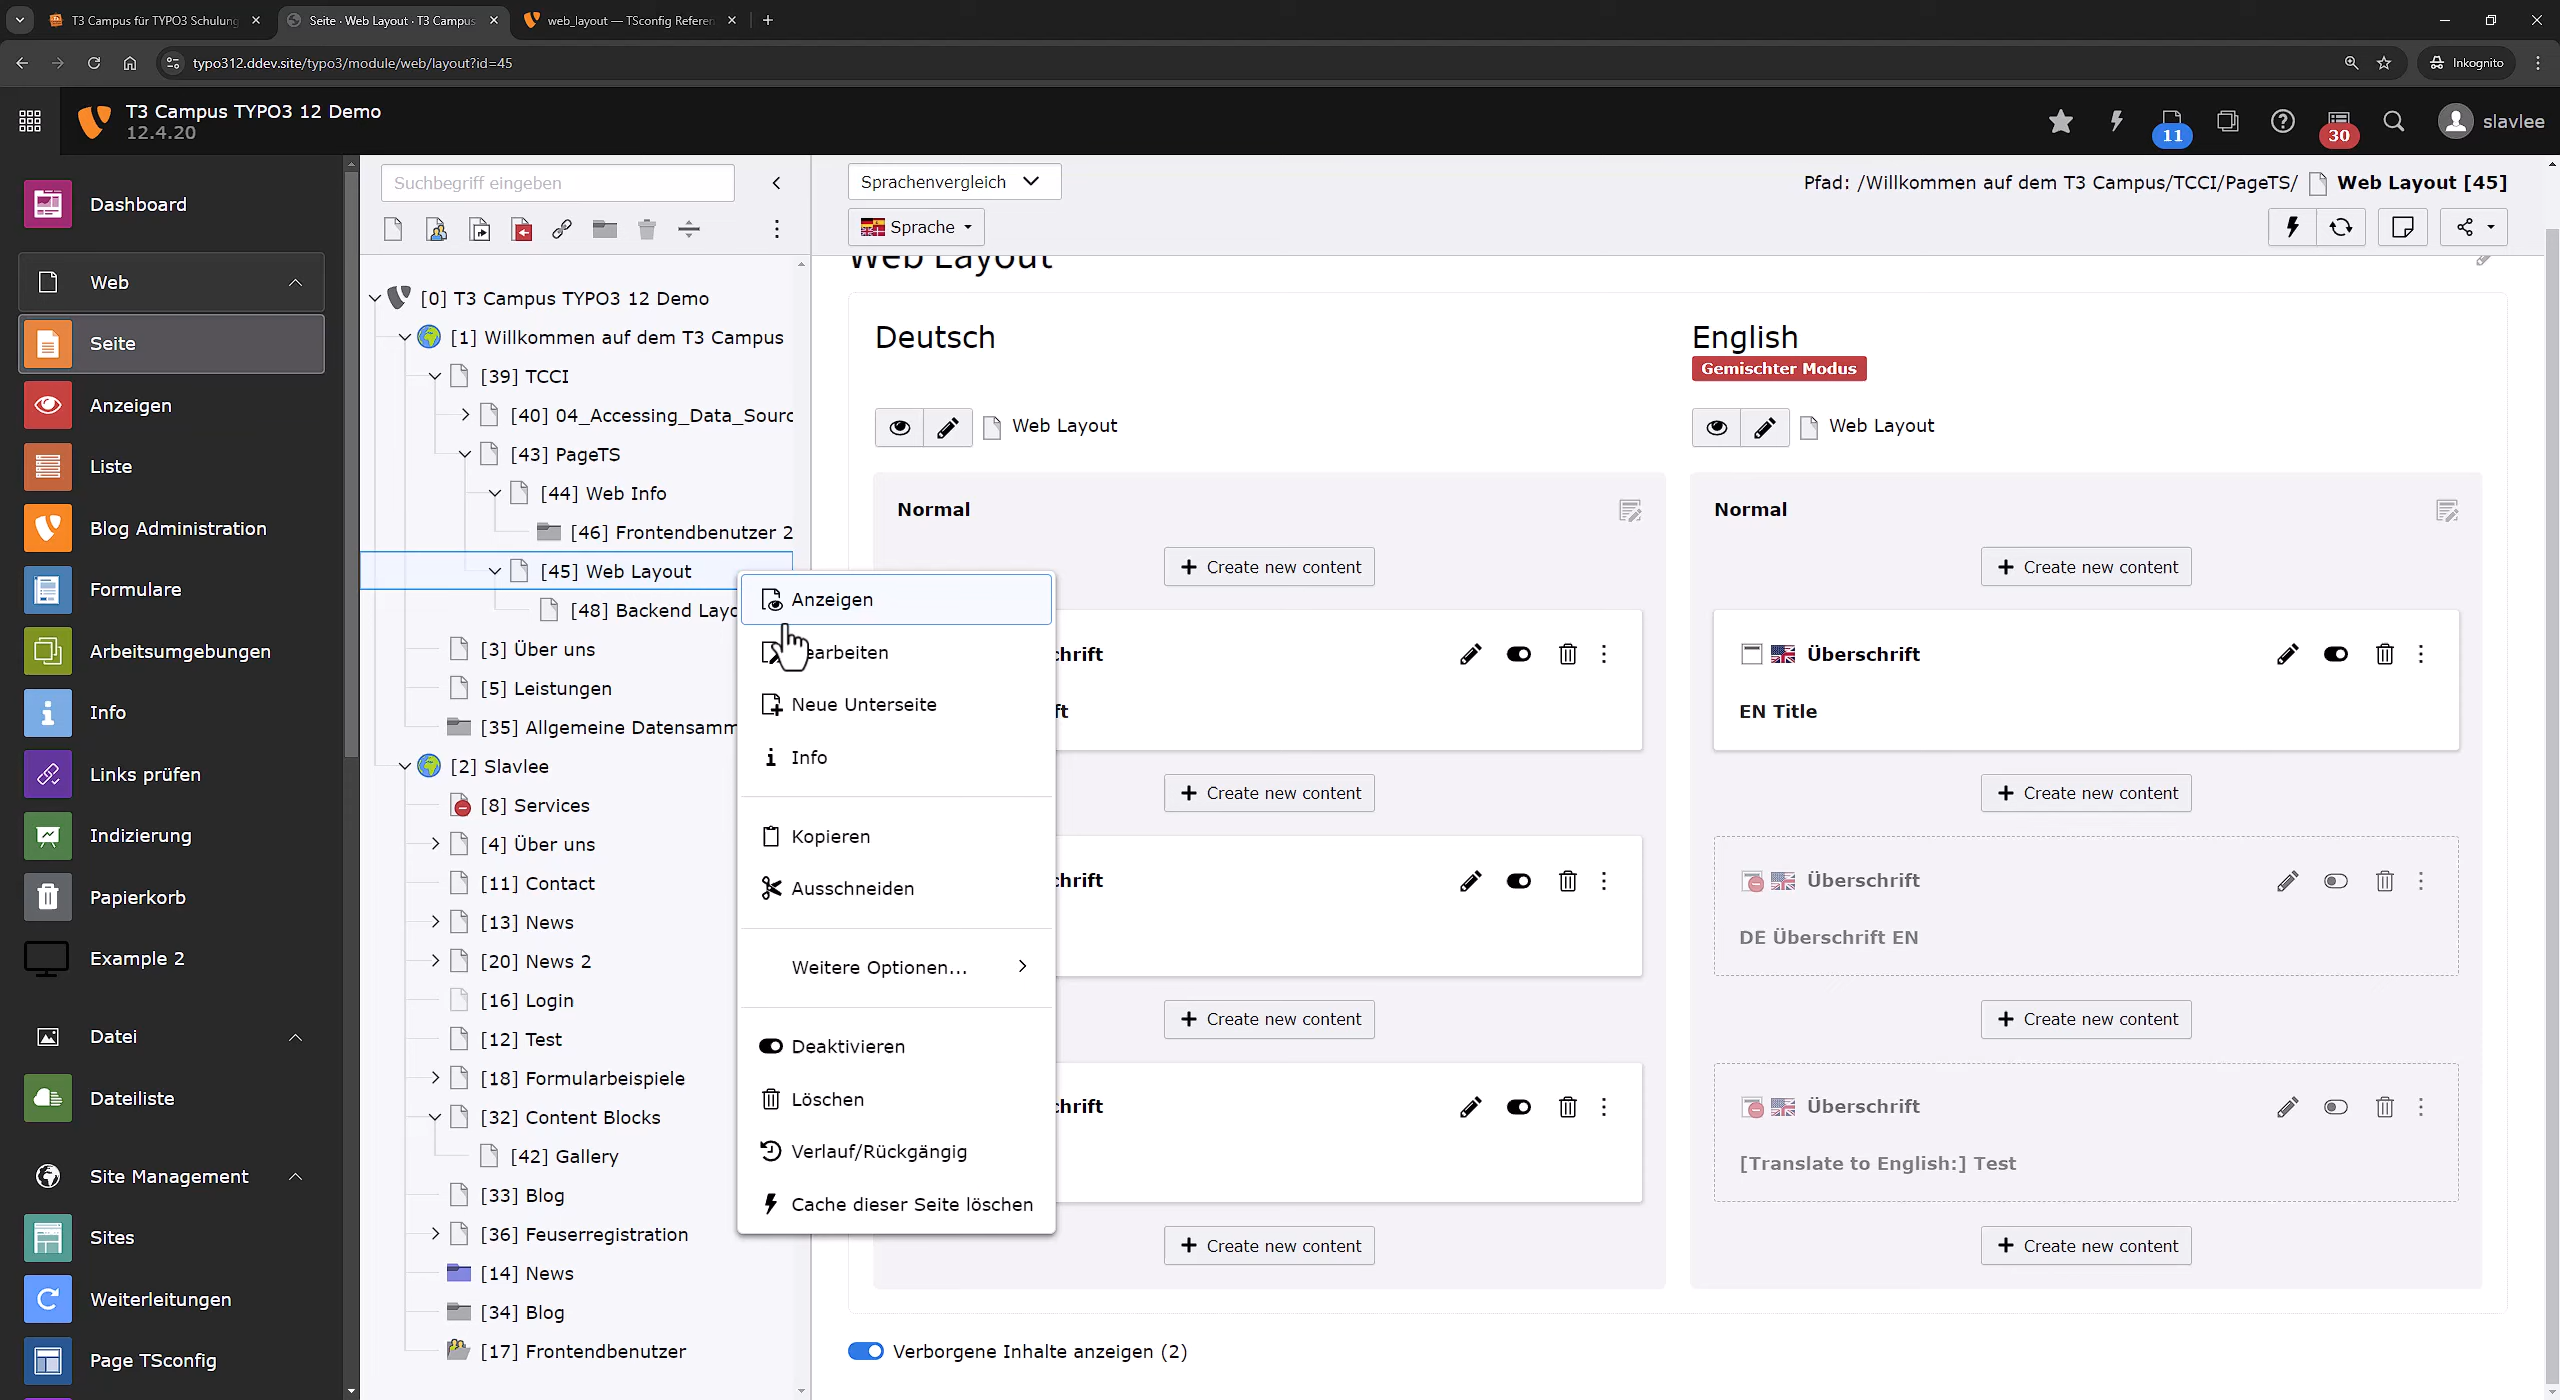 T3 Campus für TYPO3 Schulung
Seite · Web Layout · T3 Campus
web_layout — TSconfig Referen
typo312.ddev.site/typo3/module/web/layout?id=45
Inkognito
T3 Campus TYPO3 12 Demo
12.4.20
11
30
slavlee
Dashboard
Web
Seite
Anzeigen
Liste
Blog Administration
Formulare
Arbeitsumgebungen
Info
Links prüfen
Indizierung
Papierkorb
Example 2
Datei
Dateiliste
Site Management
Sites
Weiterleitungen
Page TSconfig
Suchbegriff eingeben
[0] T3 Campus TYPO3 12 Demo
[1] Willkommen auf dem T3 Campus
[39] TCCI
[40] 04_Accessing_Data_Sourc
[43] PageTS
[44] Web Info
[46] Frontendbenutzer 2
[45] Web Layout
[48] Backend Layo
[3] Über uns
[5] Leistungen
[35] Allgemeine Datensamm
[2] Slavlee
[8] Services
[4] Über uns
[11] Contact
[13] News
[20] News 2
[16] Login
[12] Test
[18] Formularbeispiele
[32] Content Blocks
[42] Gallery
[33] Blog
[36] Feuserregistration
[14] News
[34] Blog
[17] Frontendbenutzer
Anzeigen
earbeiten
Neue Unterseite
Info
Kopieren
Ausschneiden
Weitere Optionen...
Deaktivieren
Löschen
Verlauf/Rückgängig
Cache dieser Seite löschen
Sprachenvergleich
Pfad: /Willkommen auf dem T3 Campus/TCCI/PageTS/ Web Layout [45]
Sprache
Web Layout
Deutsch
Web Layout
Normal
Create new content
chrift
ft
Create new content
chrift
Create new content
chrift
Create new content
English
Gemischter Modus
Web Layout
Normal
Create new content
Überschrift
EN Title
Create new content
Überschrift
DE Überschrift EN
Create new content
Überschrift
[Translate to English:] Test
Create new content
Verborgene Inhalte anzeigen (2)